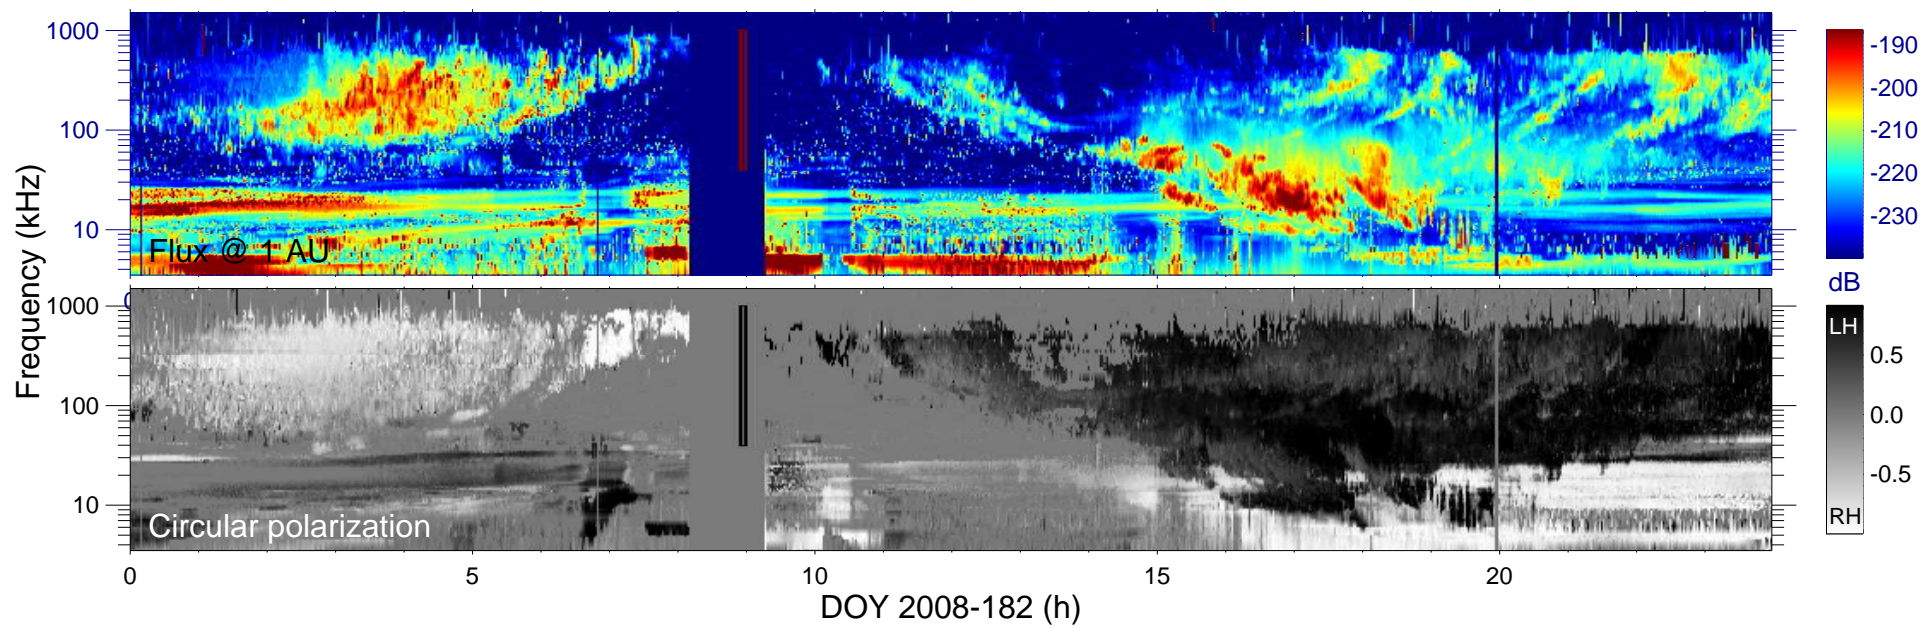 1000
100
10
Flux @ 1 AU
-190
-200
-210
-220
-230
dB
Frequency (kHz)
0
1000
100
10
Circular polarization
LH
0.5
0.0
-0.5
RH
0 5 10 15 20
DOY 2008-182 (h)